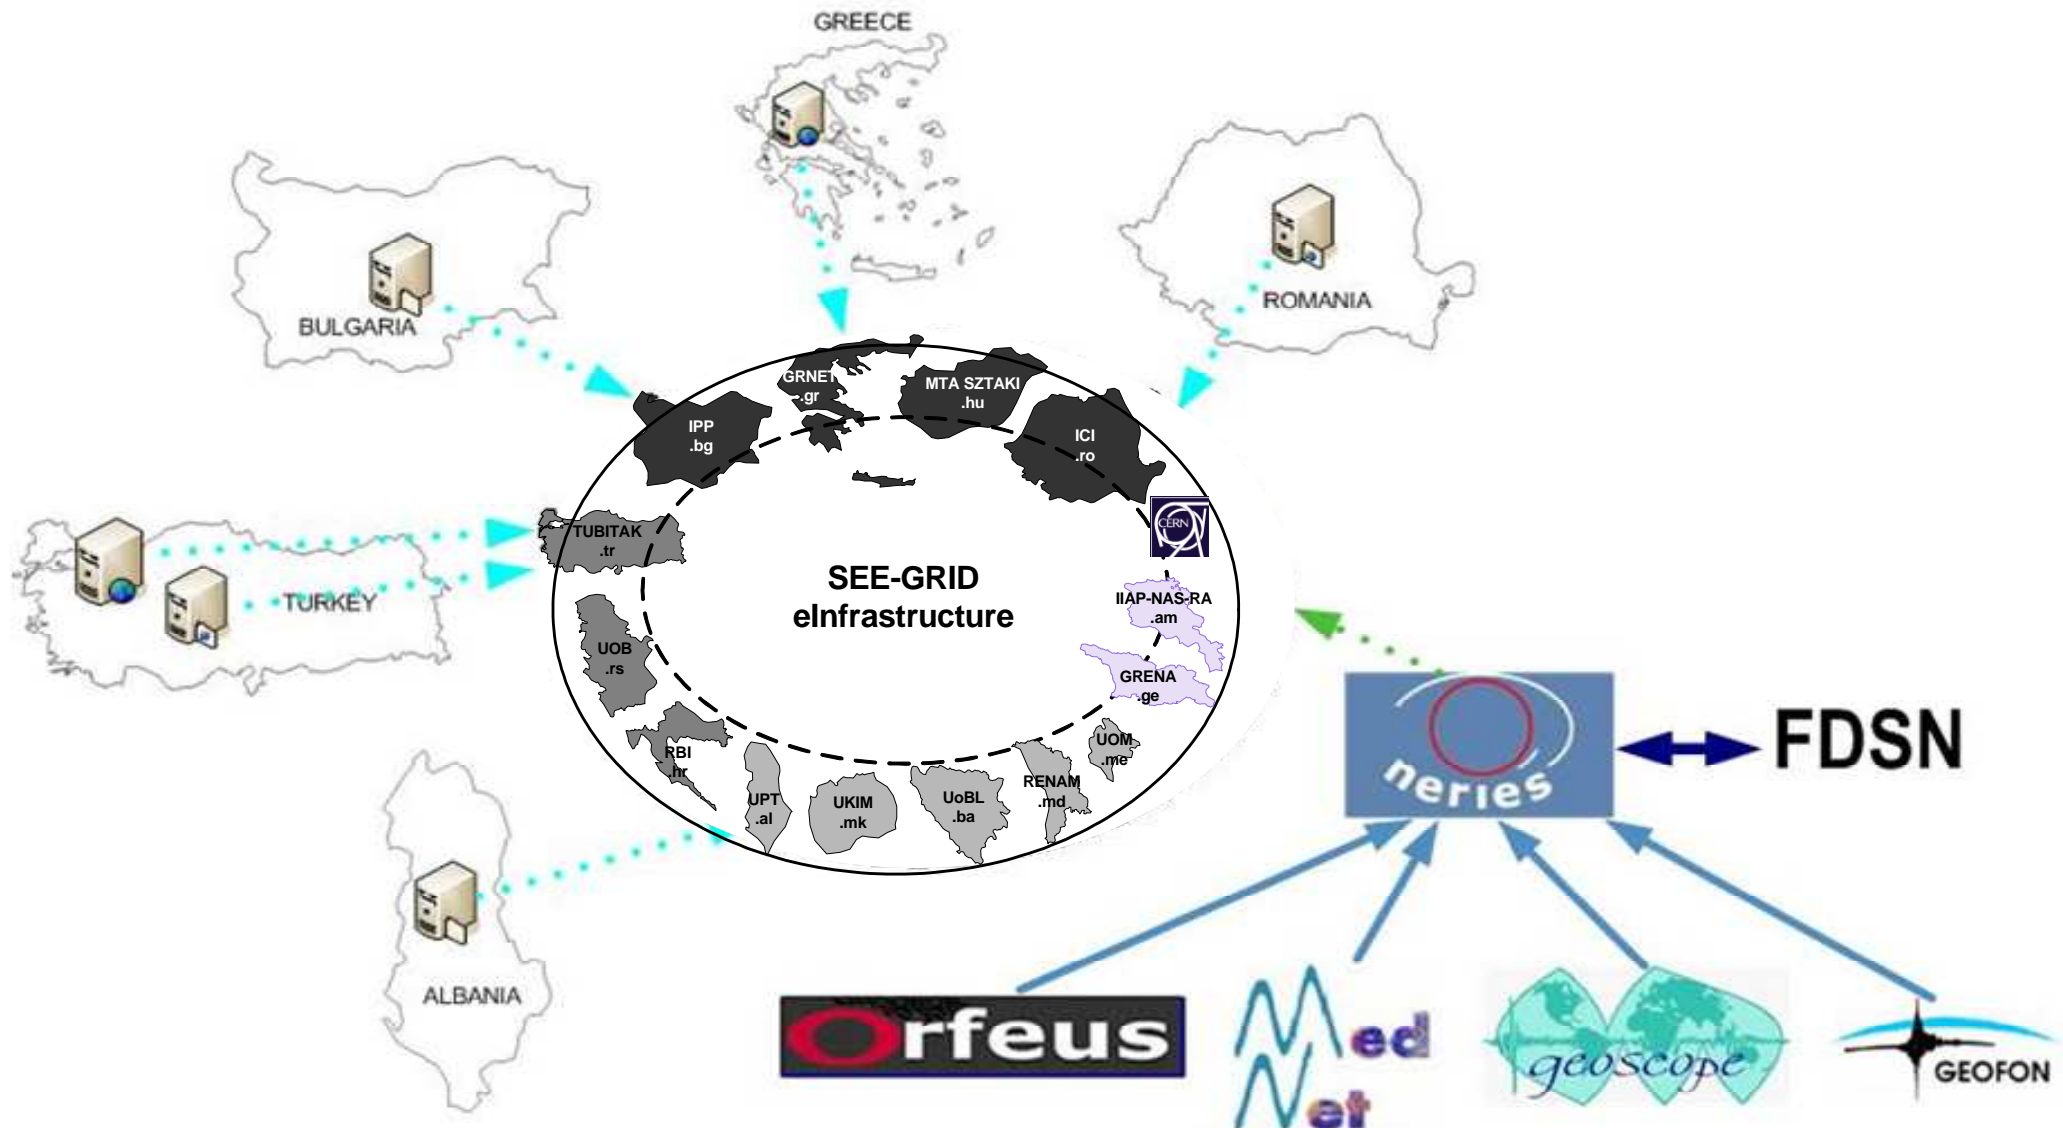 GREECE
BULGARIA
ROMANIA
GRNET
.gr
MTA SZTAKI
.hu
IPP
.bg
ICI
.ro
CERN
TUBITAK
.tr
TURKEY
SEE-GRID
eInfrastructure
IIAP-NAS-RA
.am
UOB
.rs
GRENA
.ge
RBI
.hr
UOM
.me
UPT
.al
UKIM
.mk
UoBL
.ba
RENAM
.md
neries
FDSN
ALBANIA
Orfeus
Med
Net
geoscope
GEOFON